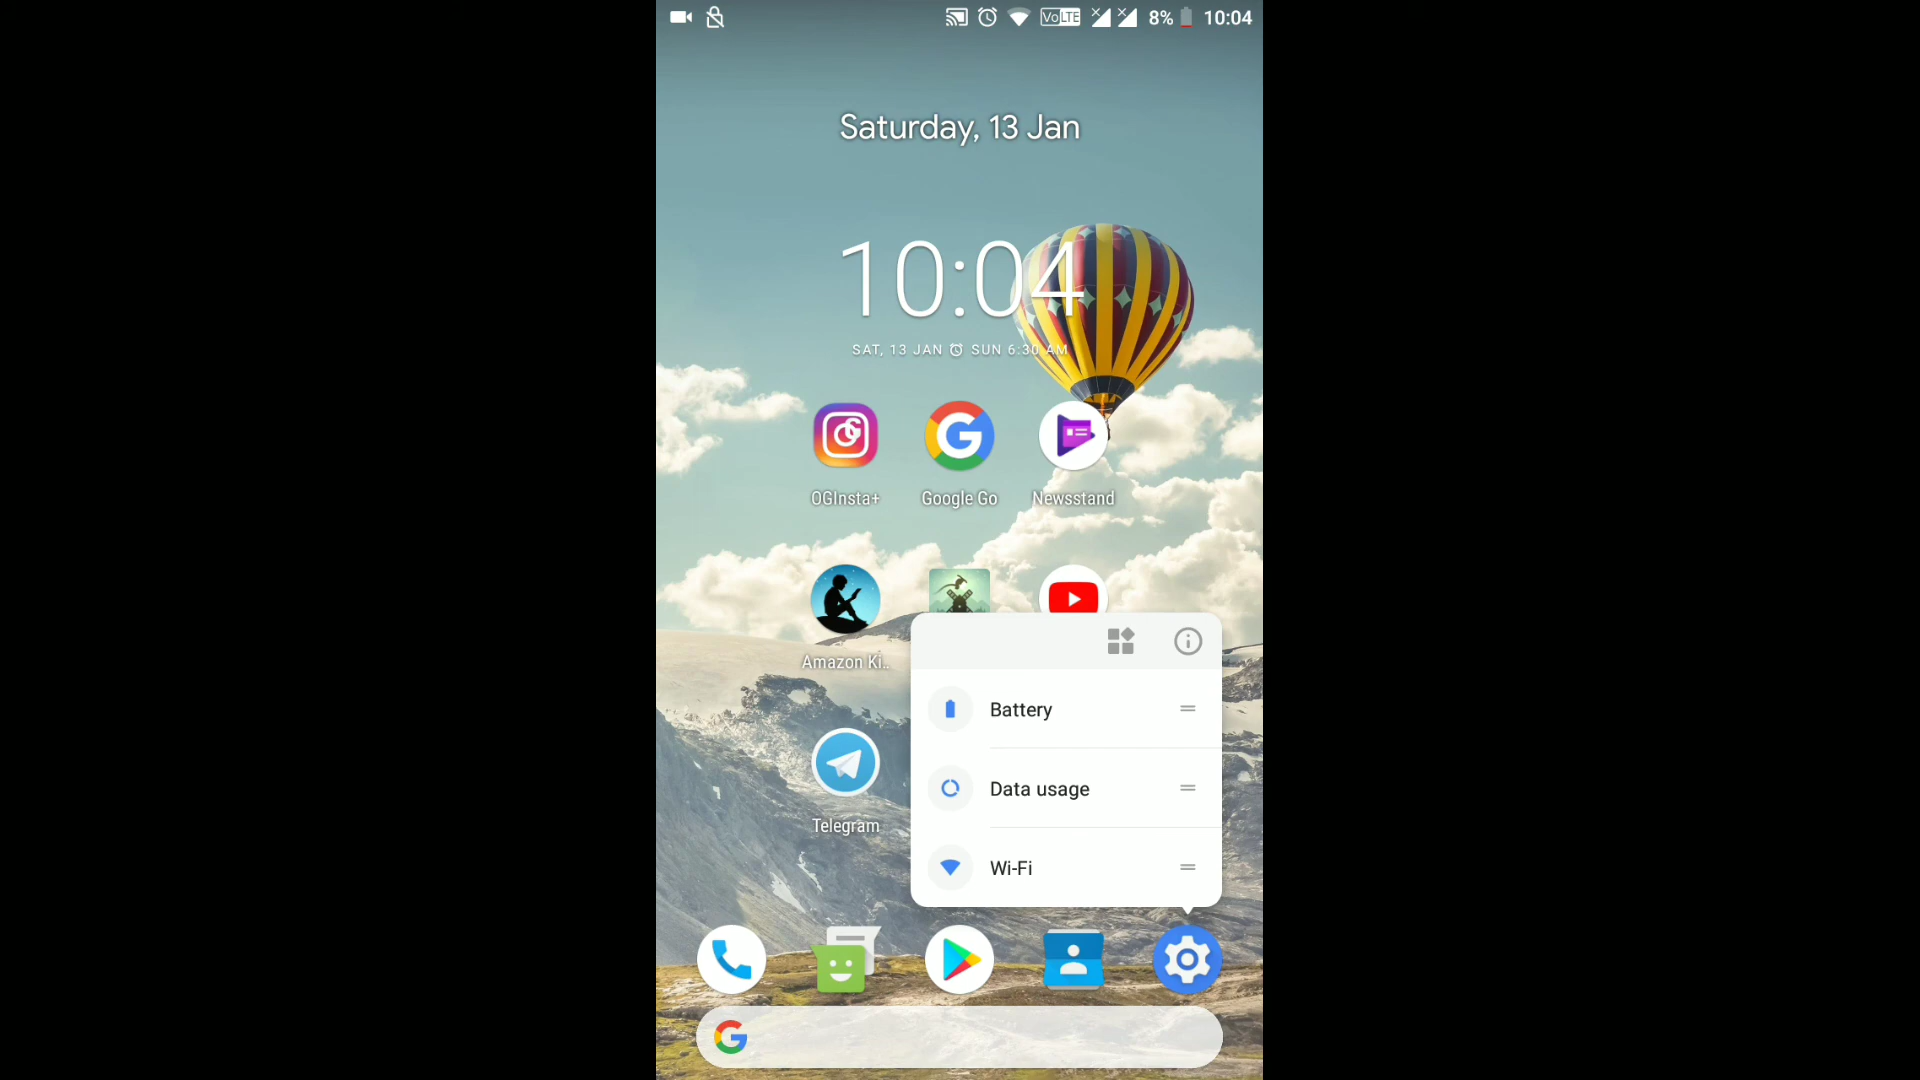 VoLTE 8% 10:04
Saturday, 13 Jan
10:04
SAT, 13 JAN SUN 6:30 AM
OGInsta+ Google Go Newsstand
Amazon Ki..
Battery
Data usage
Telegram
Wi-Fi